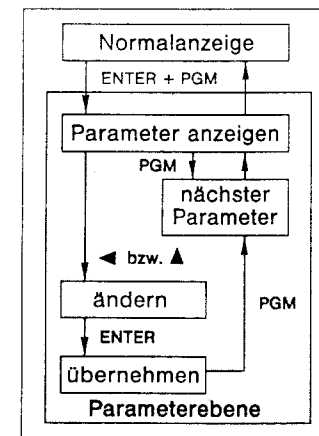 Normalanzeige
ENTER + PGM
Parameter anzeigen
PGM
nächster
Parameter
◄ bzw. ▲
ändern
PGM
ENTER
übernehmen
Parameterebene